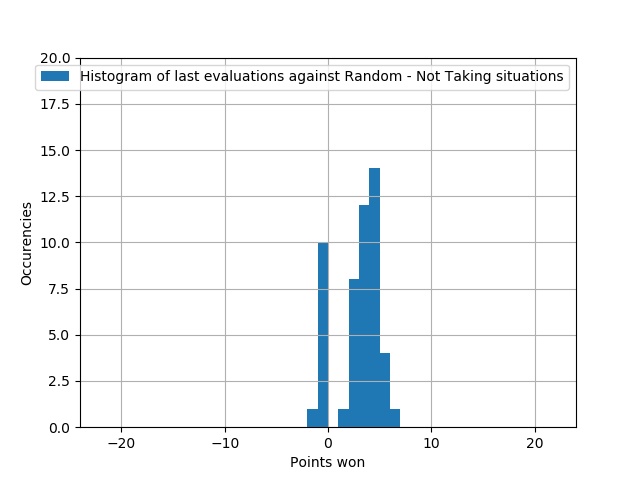 20.0
Histogram of last evaluations against Random - Not Taking situations
17.5
15.0
12.5
Occurencies
10.0
7.5
5.0
2.5
0.0
−20 −10 0 10 20
Points won